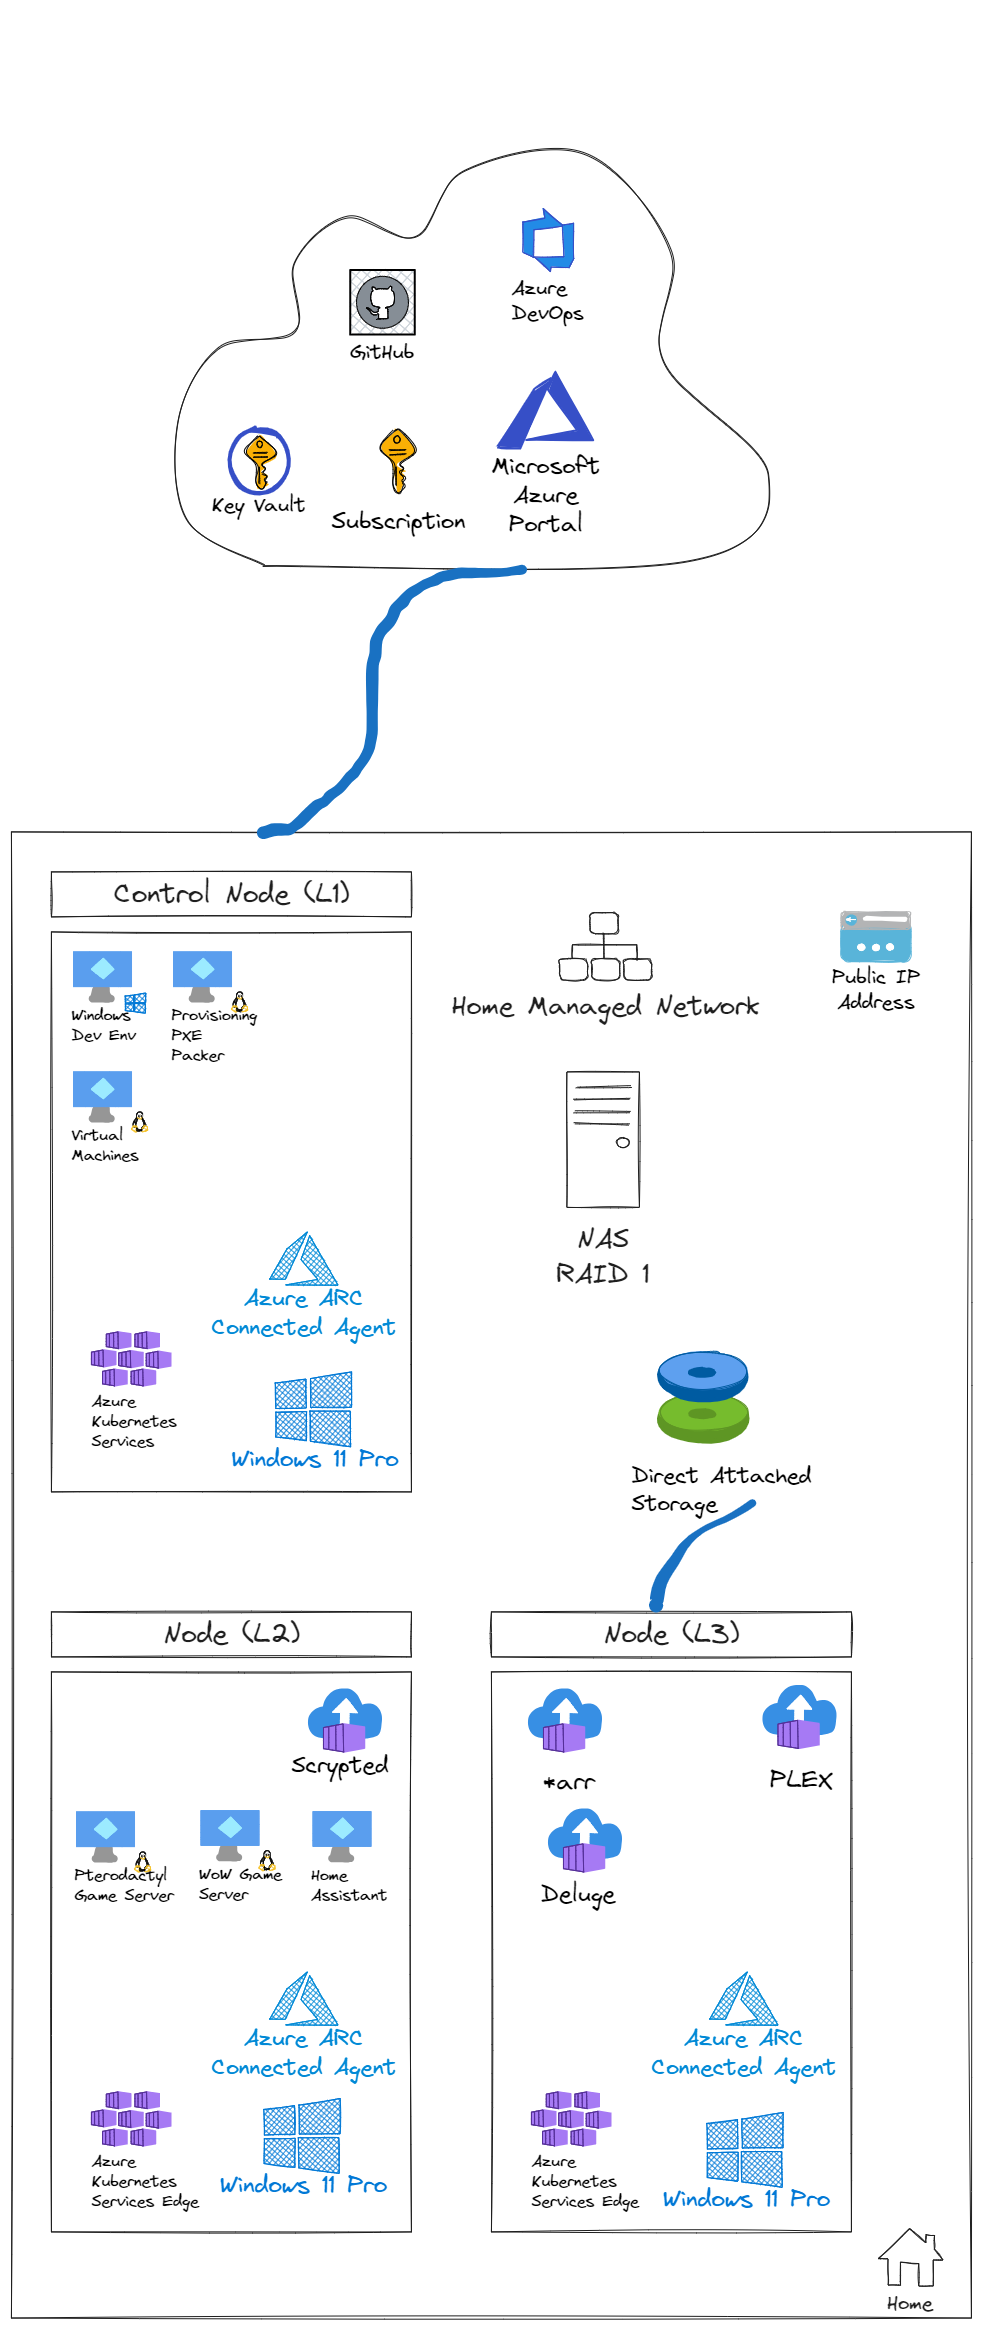 Azure
DevOps
GitHub
Microsoft
Azure
Portal
Key Vault
Subscription
Control Node (L1)
Windows
Dev Env
Provisioning
PXE
Packer
Virtual
Machines
Azure ARC
Connected Agent
Azure
Kubernetes
Services
Windows 11 Pro
Home Managed Network
Public IP
Address
NAS
RAID 1
Direct Attached
Storage
Node (L2)
Scrypted
Pterodactyl
Game Server
WoW Game
Server
Home
Assistant
Azure ARC
Connected Agent
Azure
Kubernetes
Services Edge
Windows 11 Pro
Node (L3)
*arr
PLEX
Deluge
Azure ARC
Connected Agent
Azure
Kubernetes
Services Edge
Windows 11 Pro
Home